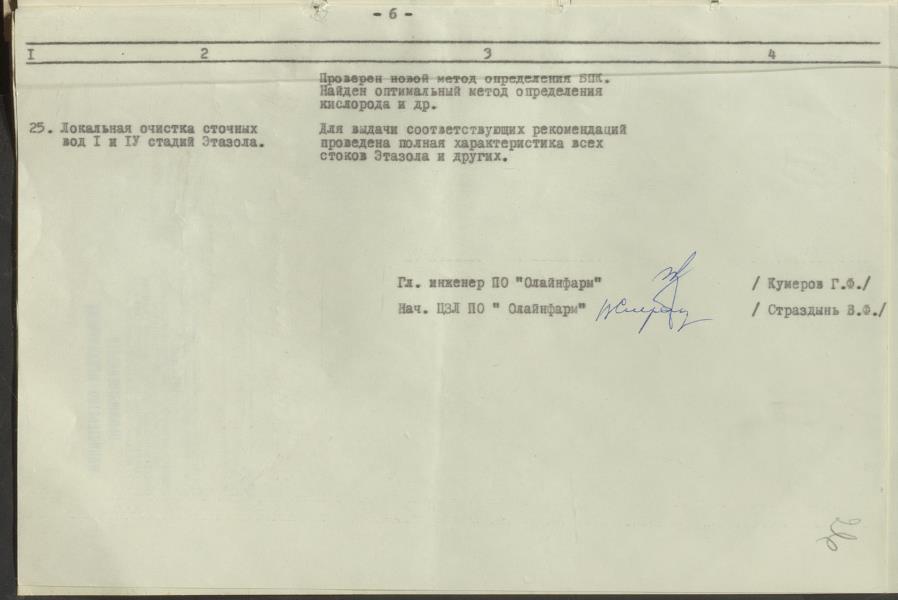 - 6 -
I 2 3 4
Проверен новой метод определения БПК.
Найден оптимальный метод определения
кислорода и др.
25. Локальная очистка сточных Для выдачи соответствующих рекомендаций
вод I и IУ стадий Этазола. проведена полная характеристика всех
стоков Этазола и других.
Гл. инженер ПО "Олайнфарм" / Кумеров Г.Ф./
Нач. ЦЗЛ ПО " Олайнфарм" / Страздынь В.Ф./